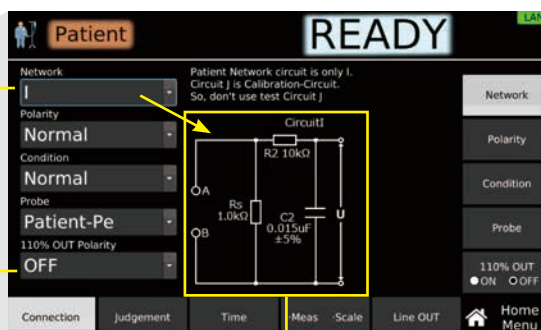 LAN
Patient
READY
Network
I
Polarity
Normal
Condition
Normal
Probe
Patient-Pe
110% OUT Polarity
OFF
Patient Network circuit is only I.
Circuit J is Calibration-Circuit.
So, don't use test Circuit J
CircuitI
R2 10kΩ
A
B
Rs
1.0kΩ
C2
0.015uF
±5%
U
Network
Polarity
Condition
Probe
110% OUT
ON OOFF
Connection
Judgement
Time
·Meas ·Scale
Line OUT
Home
Menu